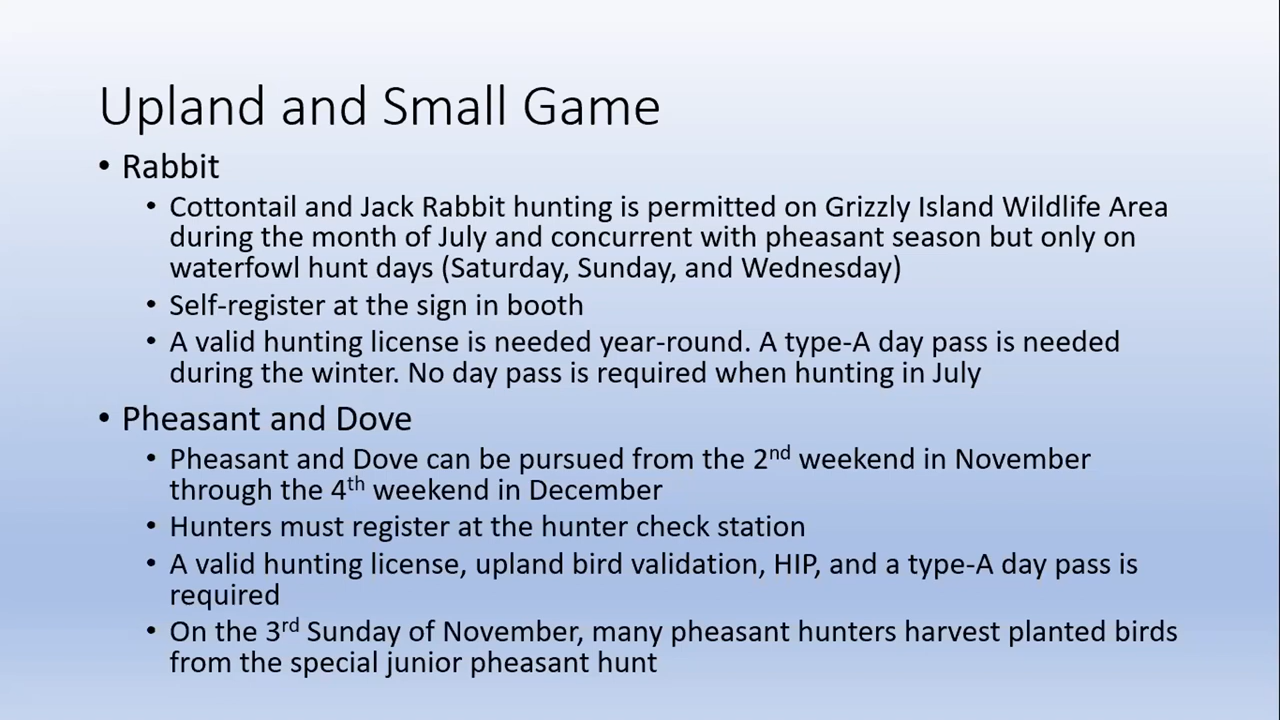 Upland and Small Game
• Rabbit
• Cottontail and Jack Rabbit hunting is permitted on Grizzly Island Wildlife Area
during the month of July and concurrent with pheasant season but only on
waterfowl hunt days (Saturday, Sunday, and Wednesday)
• Self-register at the sign in booth
• A valid hunting license is needed year-round. A type-A day pass is needed
during the winter. No day pass is required when hunting in July
• Pheasant and Dove
• Pheasant and Dove can be pursued from the 2nd weekend in November
through the 4th weekend in December
• Hunters must register at the hunter check station
• A valid hunting license, upland bird validation, HIP, and a type-A day pass is
required
• On the 3rd Sunday of November, many pheasant hunters harvest planted birds
from the special junior pheasant hunt